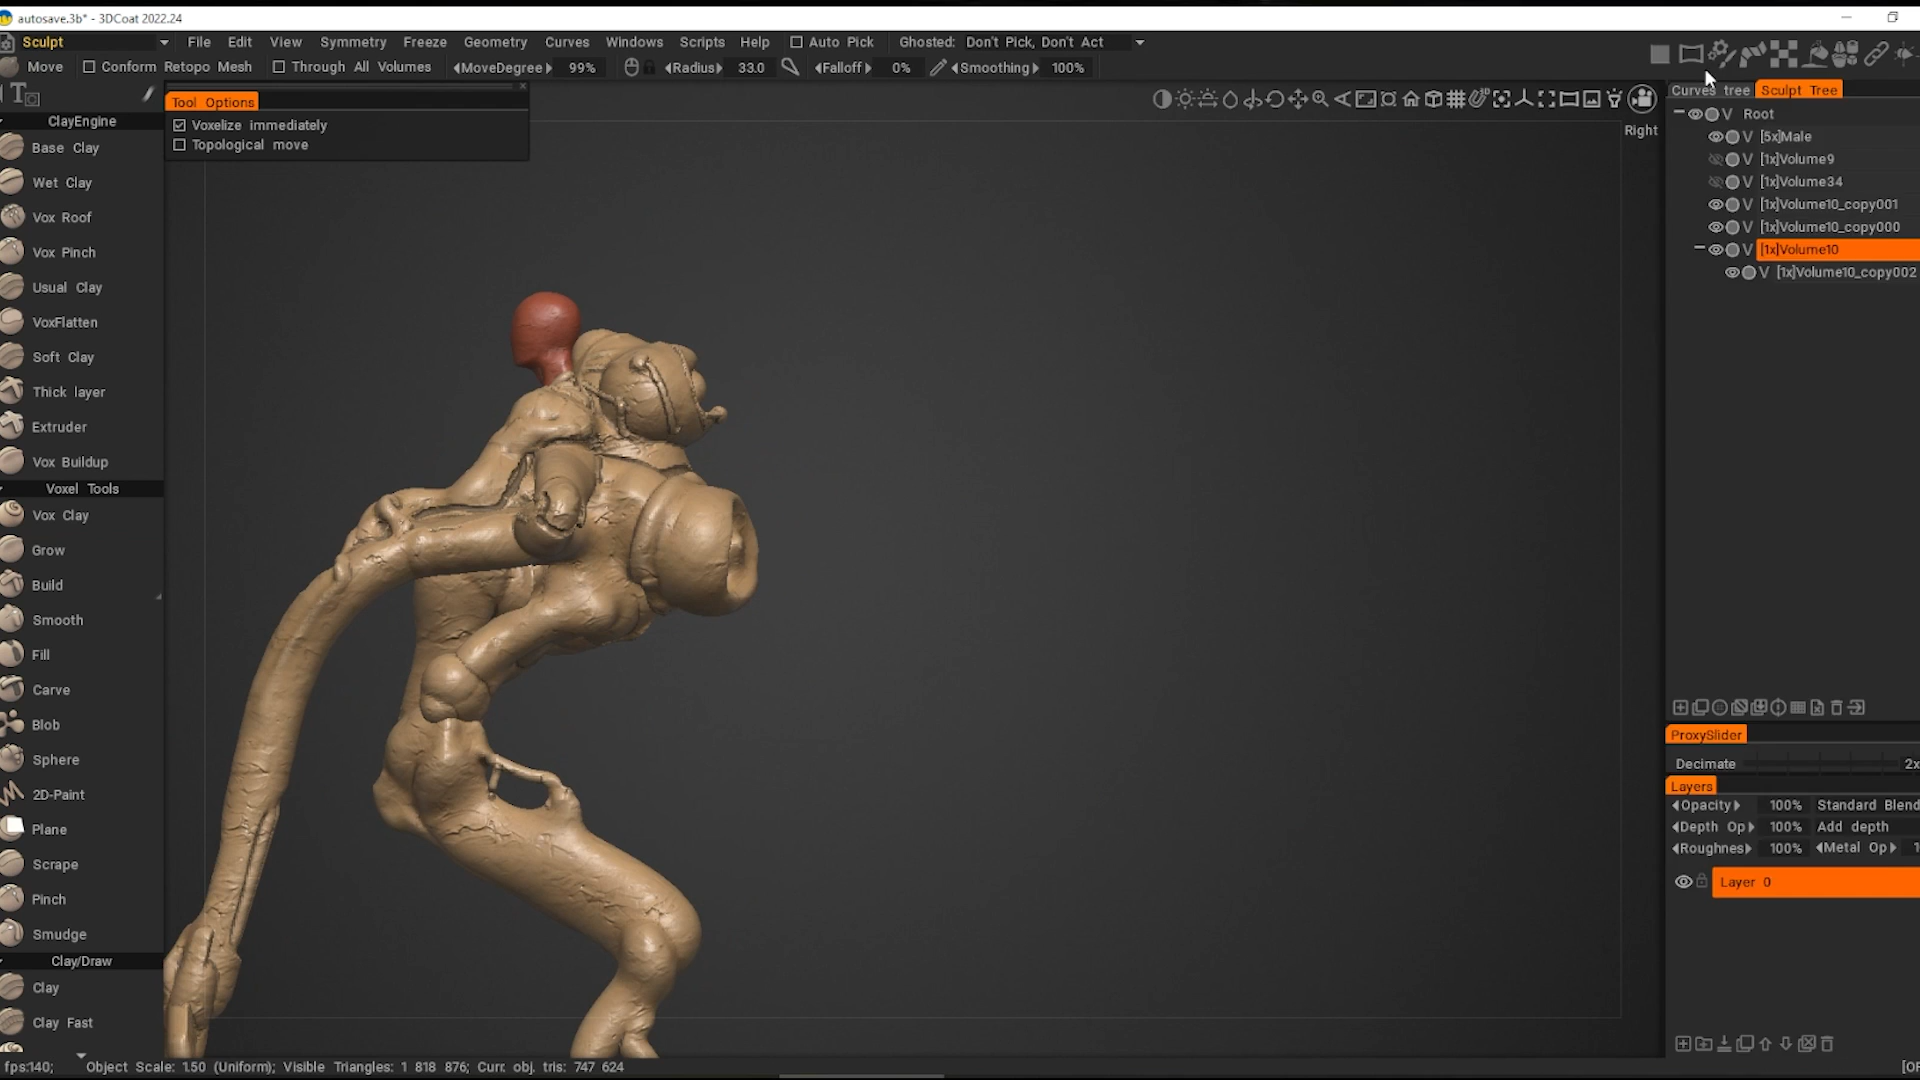 autosave.3b* - 3DCoat 2022.24
Sculpt File Edit View Symmetry Freeze Geometry Curves Windows Scripts Help Auto Pick Ghosted: Don't Pick, Don't Act
Move Conform Retopo Mesh Through All Volumes MoveDegree 99% Radius 33.0 Falloff 0% Smoothing 100%
Tool Options
Voxelize immediately
Topological move
ClayEngine
Base Clay
Wet Clay
Vox Roof
Vox Pinch
Usual Clay
VoxFlatten
Soft Clay
Thick layer
Extruder
Vox Buildup
Voxel Tools
Vox Clay
Grow
Build
Smooth
Fill
Carve
Blob
Sphere
2D-Paint
Plane
Scrape
Pinch
Smudge
Clay/Draw
Clay
Clay Fast
Right
Curves tree Sculpt Tree
Root
V [5x]Male
V [1x]Volume9
V [1x]Volume34
V [1x]Volume10_copy001
V [1x]Volume10_copy000
V [1x]Volume10
V [1x]Volume10_copy002
ProxySlider
Decimate 2x
Layers
Opacity 100% Standard Blend
Depth Op 100% Add depth
Roughness 100% Metal Op
Layer 0
fps:140; Object Scale: 1.50 (Uniform); Visible Triangles: 1 818 876; Curr. obj. tris: 747 624